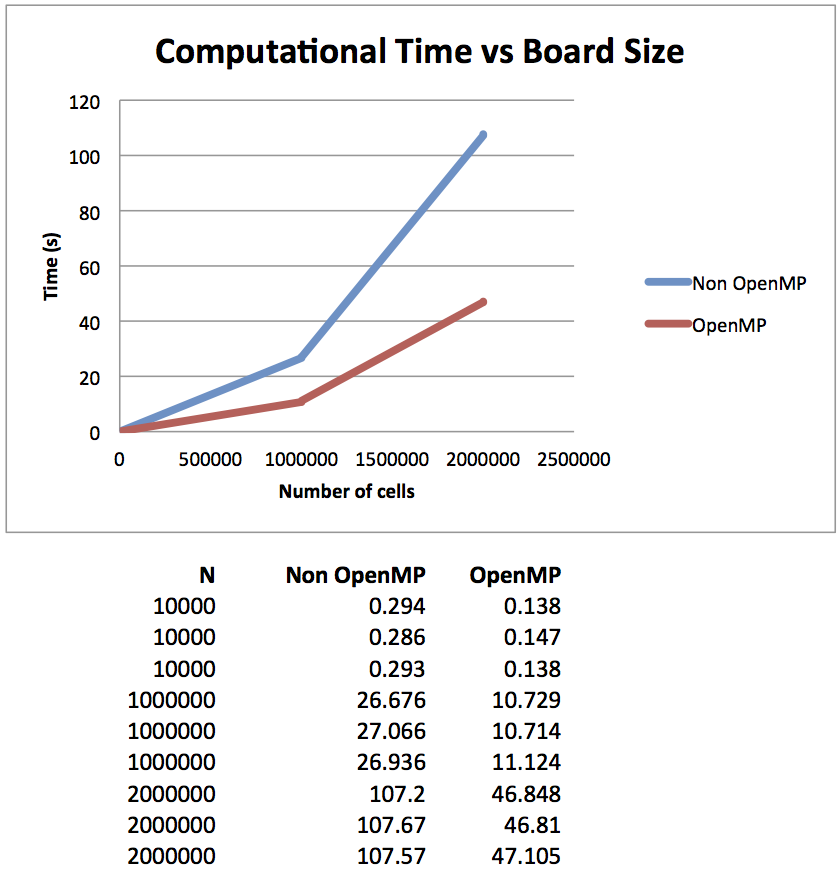 Computational Time vs Board Size
120
100
80
60
40
20
0
Time (s)
0 500000 1000000 1500000 2000000 2500000
Number of cells
Non OpenMP
OpenMP
N Non OpenMP OpenMP
10000 0.294 0.138
10000 0.286 0.147
10000 0.293 0.138
1000000 26.676 10.729
1000000 27.066 10.714
1000000 26.936 11.124
2000000 107.2 46.848
2000000 107.67 46.81
2000000 107.57 47.105